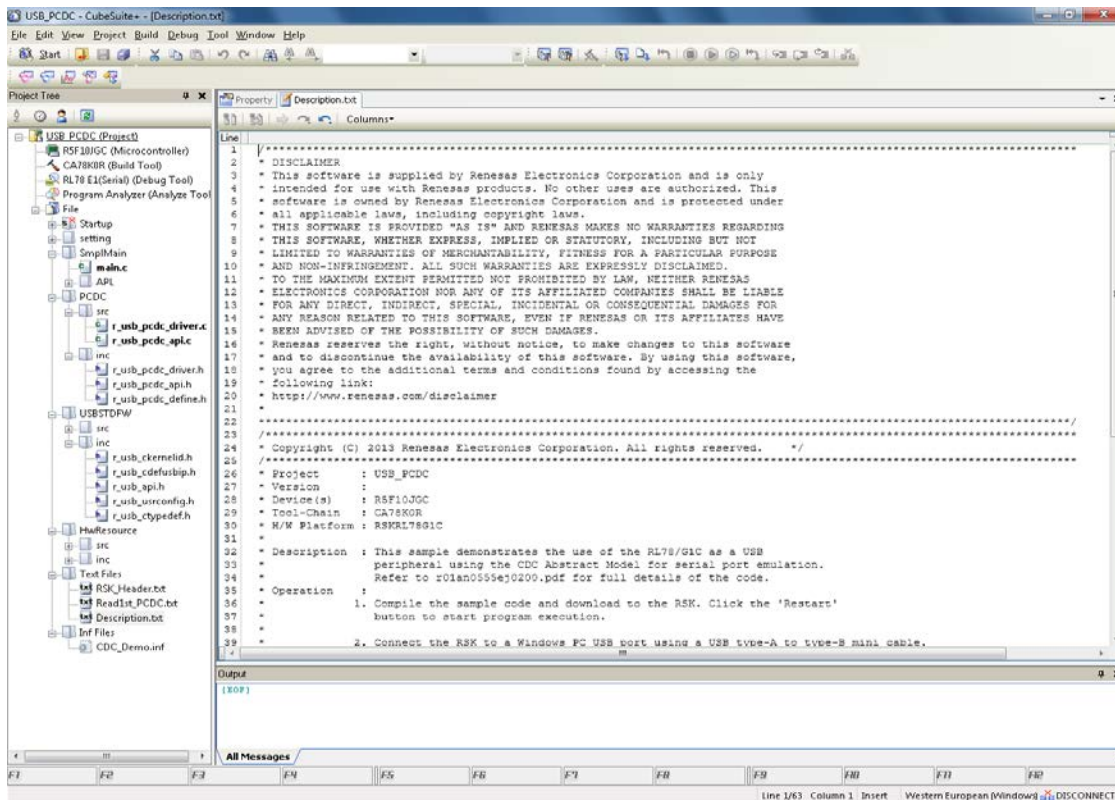 USB_PCDC - CubeSuite+ - [Description.txt]
File Edit View Project Build Debug Tool Window Help
Start
Project Tree
USB_PCDC (Project)
R5F10JGC (Microcontroller)
CA78K0R (Build Tool)
RL78 E1(Serial) (Debug Tool)
Program Analyzer (Analyze Tool
File
Startup
setting
SmplMain
main.c
APL
PCDC
src
r_usb_pcdc_driver.c
r_usb_pcdc_api.c
inc
r_usb_pcdc_driver.h
r_usb_pcdc_api.h
r_usb_pcdc_define.h
USBSTDFW
src
inc
r_usb_ckernelid.h
r_usb_cdefusbip.h
r_usb_api.h
r_usb_usrconfig.h
r_usb_ctypedef.h
HwResource
src
inc
Text Files
RSK_Header.txt
Read1st_PCDC.txt
Description.txt
Inf Files
CDC_Demo.inf
Property Description.txt
Columns
Line
1 /******************************************************************************
2 * DISCLAIMER
3 * This software is supplied by Renesas Electronics Corporation and is only
4 * intended for use with Renesas products. No other uses are authorized. This
5 * software is owned by Renesas Electronics Corporation and is protected under
6 * all applicable laws, including copyright laws.
7 * THIS SOFTWARE IS PROVIDED "AS IS" AND RENESAS MAKES NO WARRANTIES REGARDING
8 * THIS SOFTWARE, WHETHER EXPRESS, IMPLIED OR STATUTORY, INCLUDING BUT NOT
9 * LIMITED TO WARRANTIES OF MERCHANTABILITY, FITNESS FOR A PARTICULAR PURPOSE
10 * AND NON-INFRINGEMENT. ALL SUCH WARRANTIES ARE EXPRESSLY DISCLAIMED.
11 * TO THE MAXIMUM EXTENT PERMITTED NOT PROHIBITED BY LAW, NEITHER RENESAS
12 * ELECTRONICS CORPORATION NOR ANY OF ITS AFFILIATED COMPANIES SHALL BE LIABLE
13 * FOR ANY DIRECT, INDIRECT, SPECIAL, INCIDENTAL OR CONSEQUENTIAL DAMAGES FOR
14 * ANY REASON RELATED TO THIS SOFTWARE, EVEN IF RENESAS OR ITS AFFILIATES HAVE
15 * BEEN ADVISED OF THE POSSIBILITY OF SUCH DAMAGES.
16 * Renesas reserves the right, without notice, to make changes to this software
17 * and to discontinue the availability of this software. By using this software,
18 * you agree to the additional terms and conditions found by accessing the
19 * following link:
20 * http://www.renesas.com/disclaimer
21 *
22 ******************************************************************************/
23 /******************************************************************************
24 * Copyright (C) 2013 Renesas Electronics Corporation. All rights reserved. */
25 /******************************************************************************
26 * Project : USB_PCDC
27 * Version :
28 * Device(s) : R5F10JGC
29 * Tool-Chain : CA78K0R
30 * H/W Platform : RSKRL78G1C
31 *
32 * Description : This sample demonstrates the use of the RL78/G1C as a USB
33 * peripheral using the CDC Abstract Model for serial port emulation.
34 * Refer to r01an0555ej0200.pdf for full details of the code.
35 * Operation :
36 * 1. Compile the sample code and download to the RSK. Click the 'Restart'
37 * button to start program execution.
38 *
39 * 2. Connect the RSK to a Windows PC USB port using a USB type-A to type-B mini cable.
Output
[EOF]
All Messages
F1 F2 F3 F4 F5 F6 F7 F8 F9 F10 F11 F12
Line 1/63 Column 1 Insert Western European (Windows) DISCONNECT